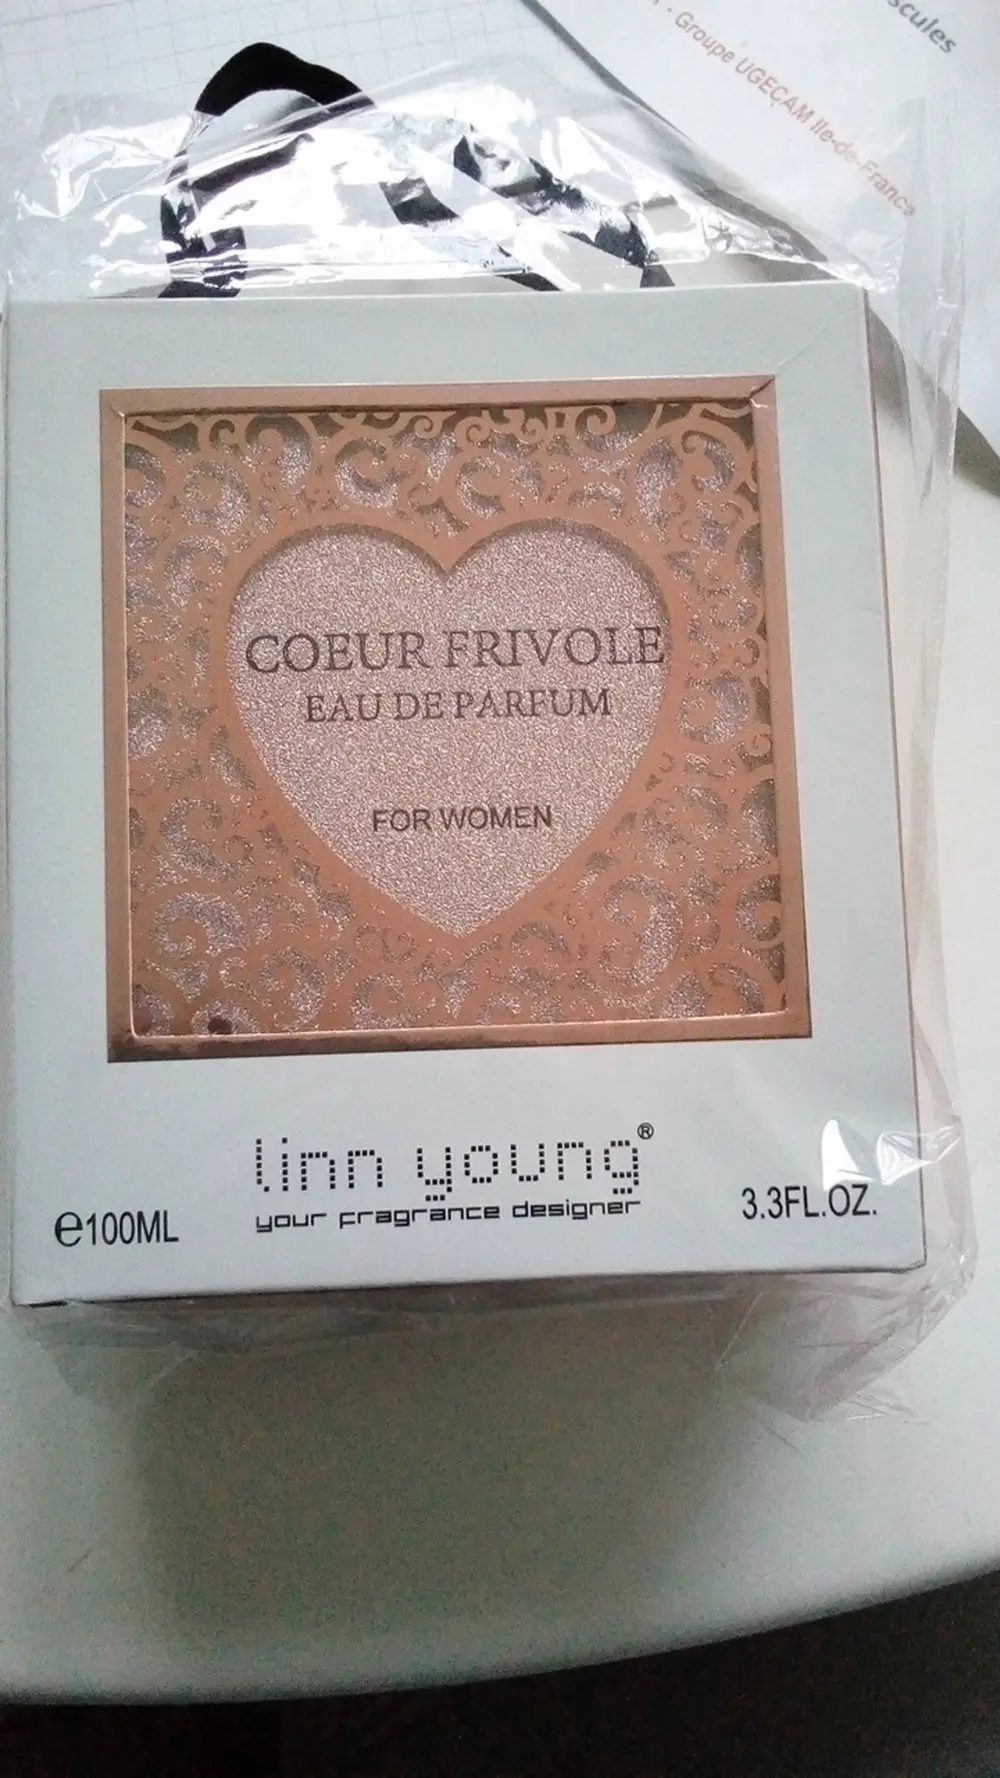 scules
- Groupe UGECAM Ile-de-France
COEUR FRIVOLE
EAU DE PARFUM
FOR WOMEN
linn young®
your fragrance designer
℮100ML
3.3FL.OZ.